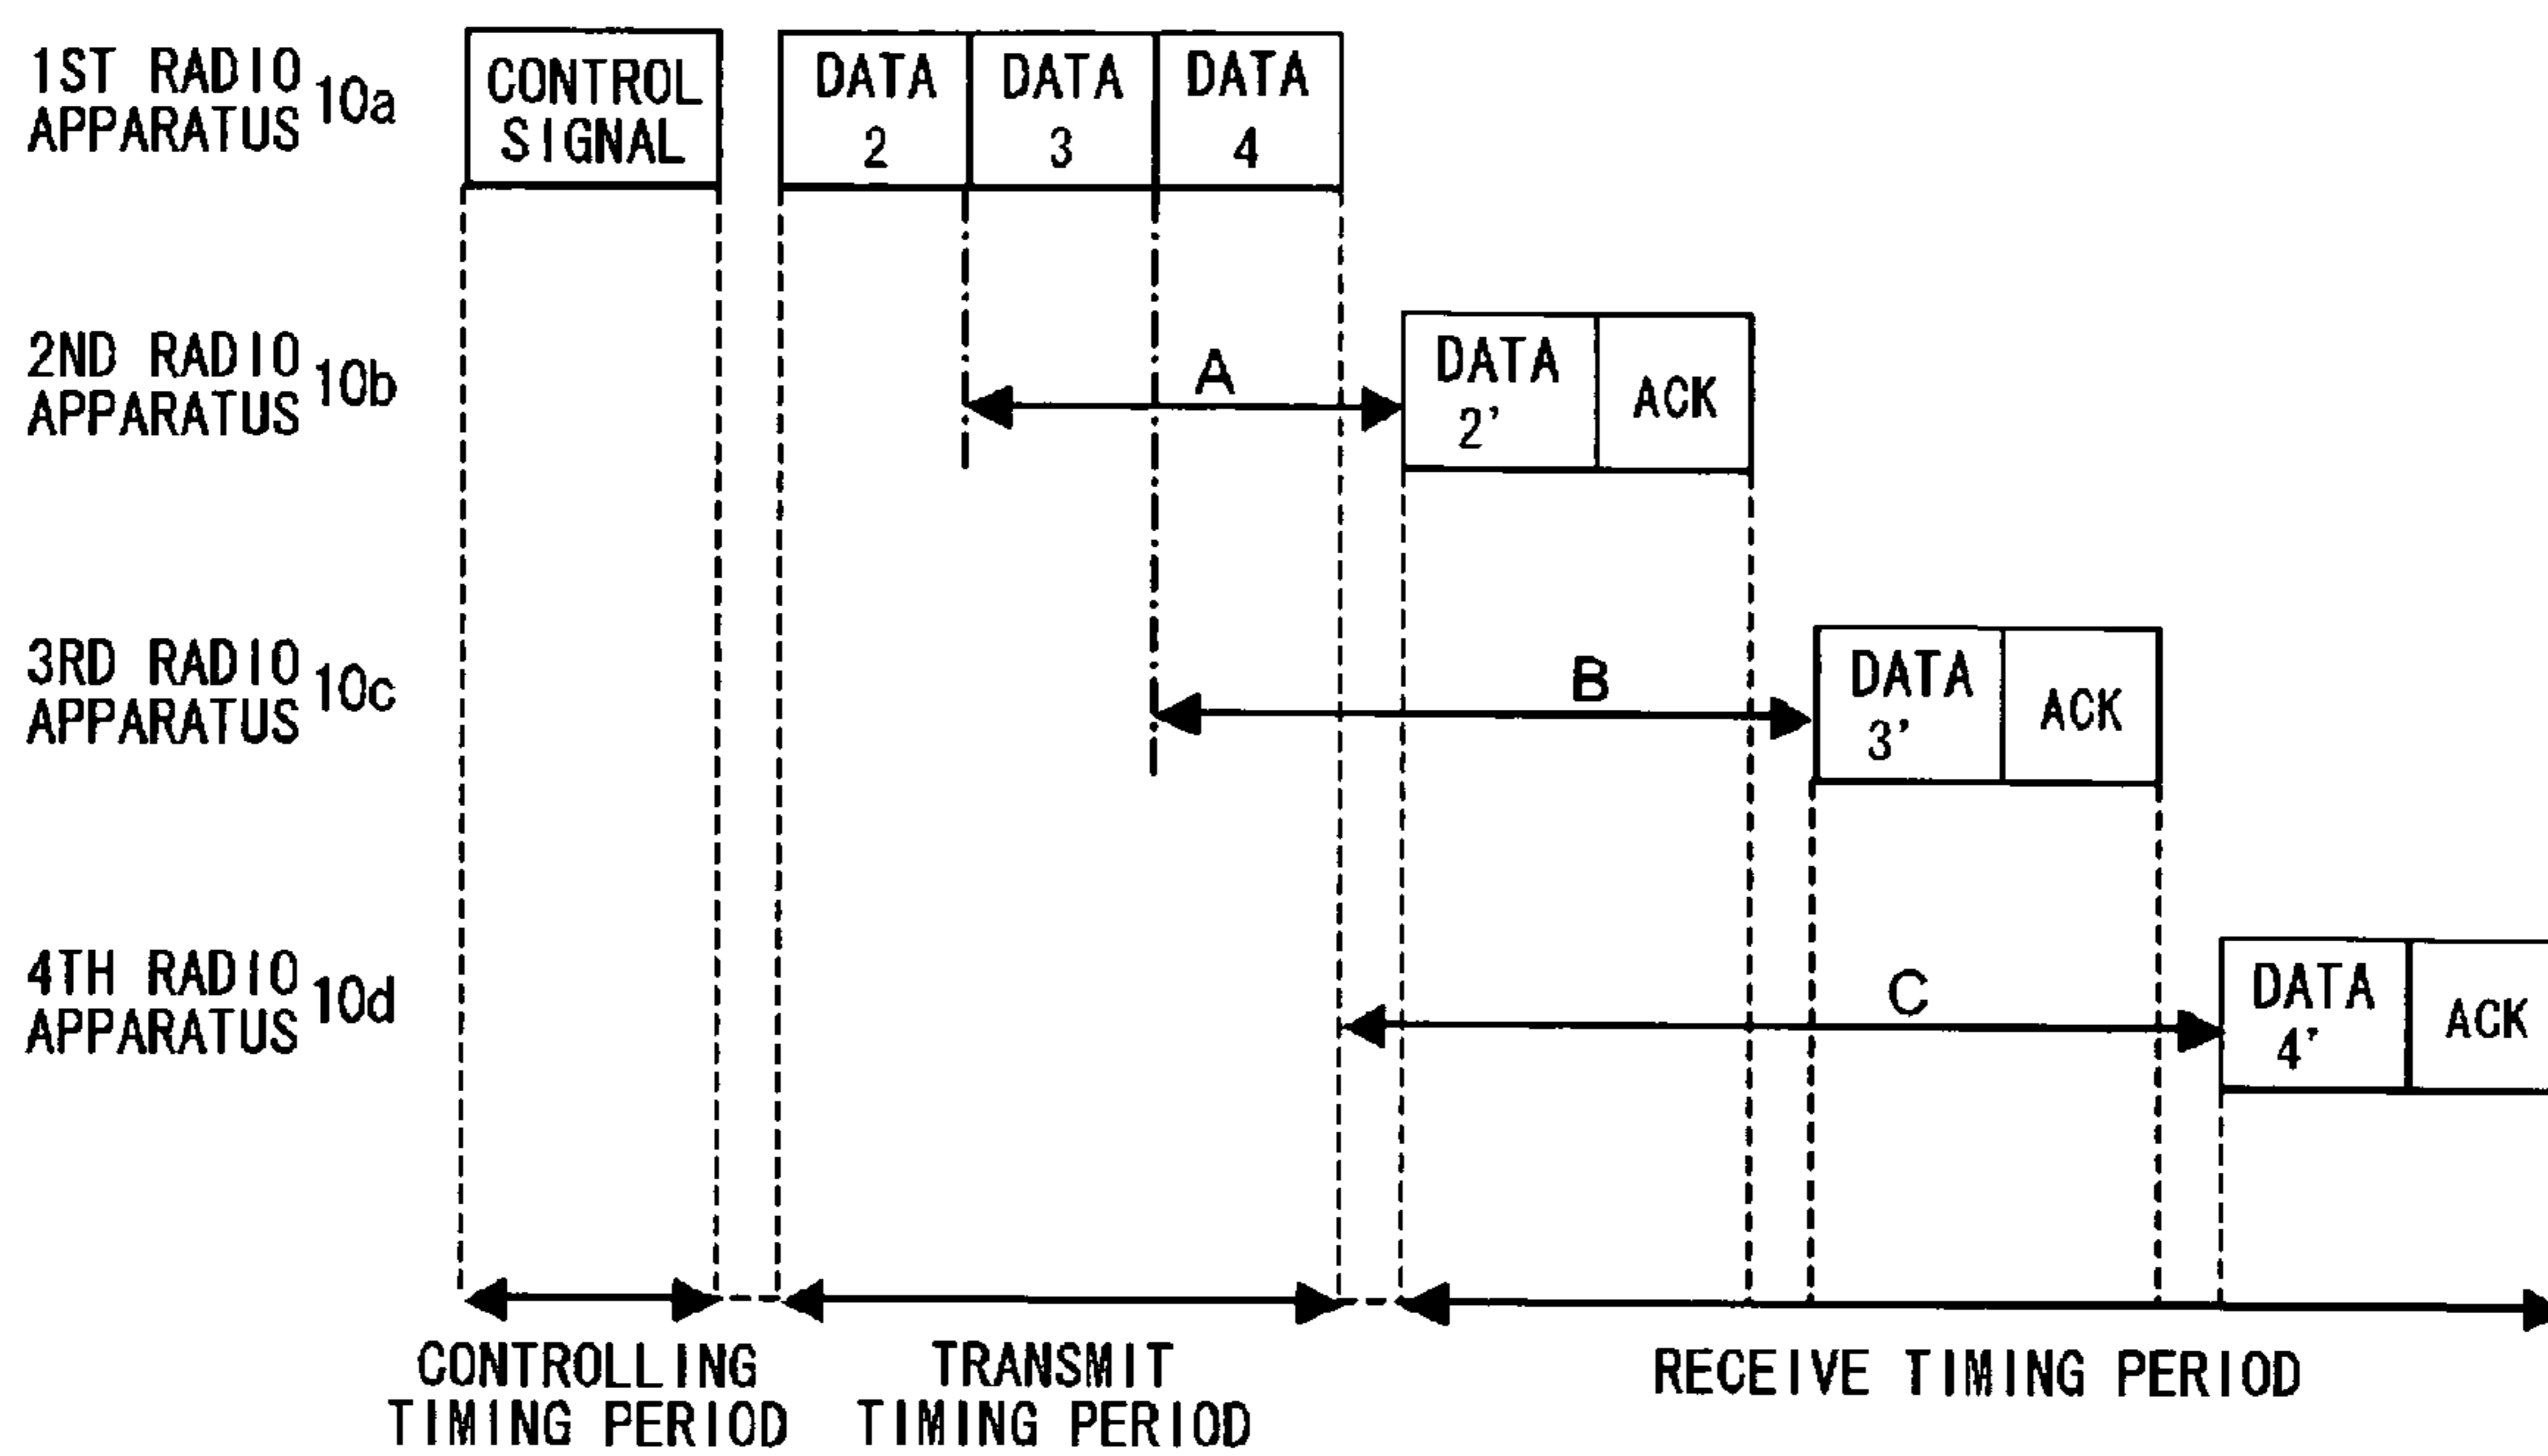 1ST RADIO
APPARATUS 10a
CONTROL
SIGNAL
DATA
2
DATA
3
DATA
4
2ND RADIO
APPARATUS 10b
A
DATA
2'
ACK
3RD RADIO
APPARATUS 10c
B
DATA
3'
ACK
4TH RADIO
APPARATUS 10d
C
DATA
4'
ACK
CONTROLLING
TIMING PERIOD
TRANSMIT
TIMING PERIOD
RECEIVE TIMING PERIOD